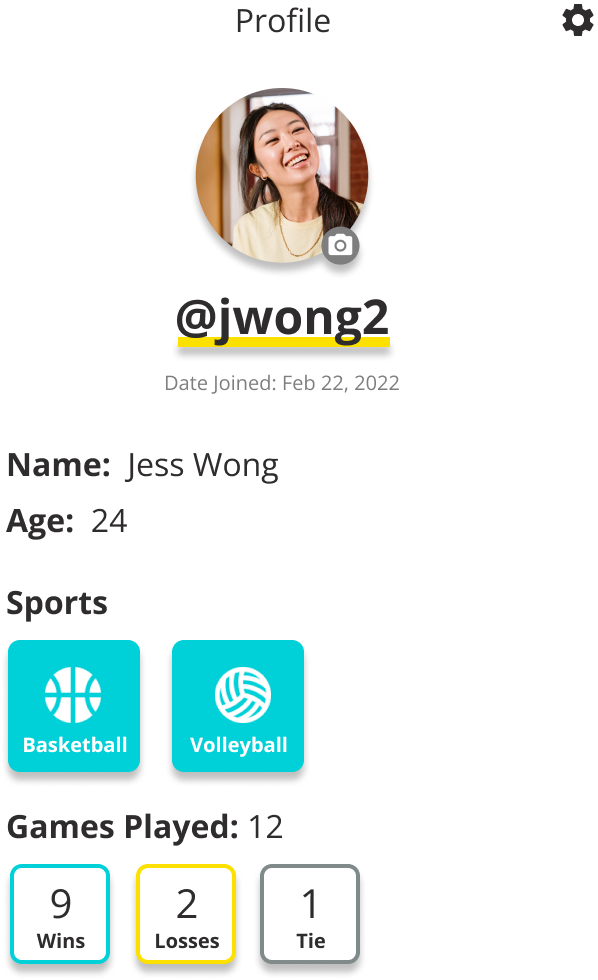 Profile
@jwong2
Date Joined: Feb 22, 2022
Name: Jess Wong
Age: 24
Sports
Basketball Volleyball
Games Played: 12
9 2 1
Wins Losses Tie